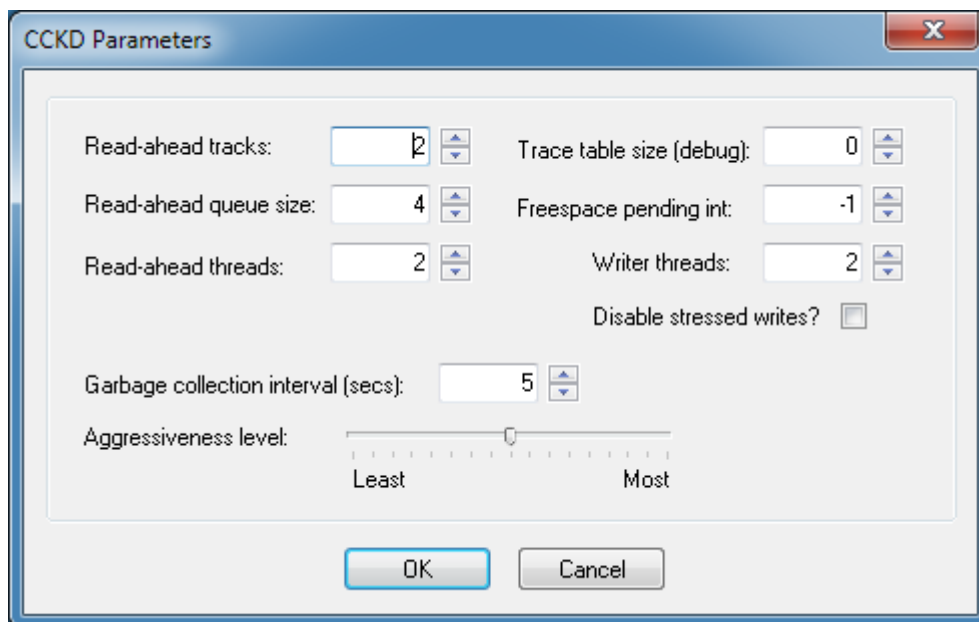 CCKD Parameters
Read-ahead tracks: 2 Trace table size (debug): 0
Read-ahead queue size: 4 Freespace pending int: -1
Read-ahead threads: 2 Writer threads: 2
Disable stressed writes?
Garbage collection interval (secs): 5
Aggressiveness level:
Least Most
OK Cancel